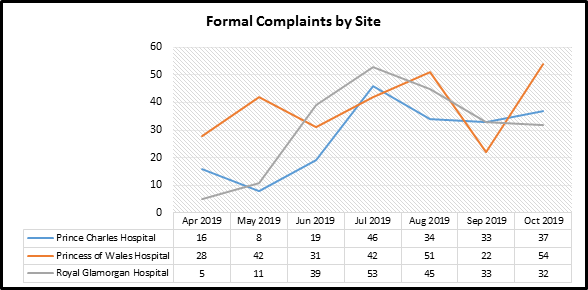 Formal Complaints by Site
60
50
40
30
20
10
0
Apr 2019 May 2019 Jun 2019 Jul 2019 Aug 2019 Sep 2019 Oct 2019
Prince Charles Hospital 16 8 19 46 34 33 37
Princess of Wales Hospital 28 42 31 42 51 22 54
Royal Glamorgan Hospital 5 11 39 53 45 33 32